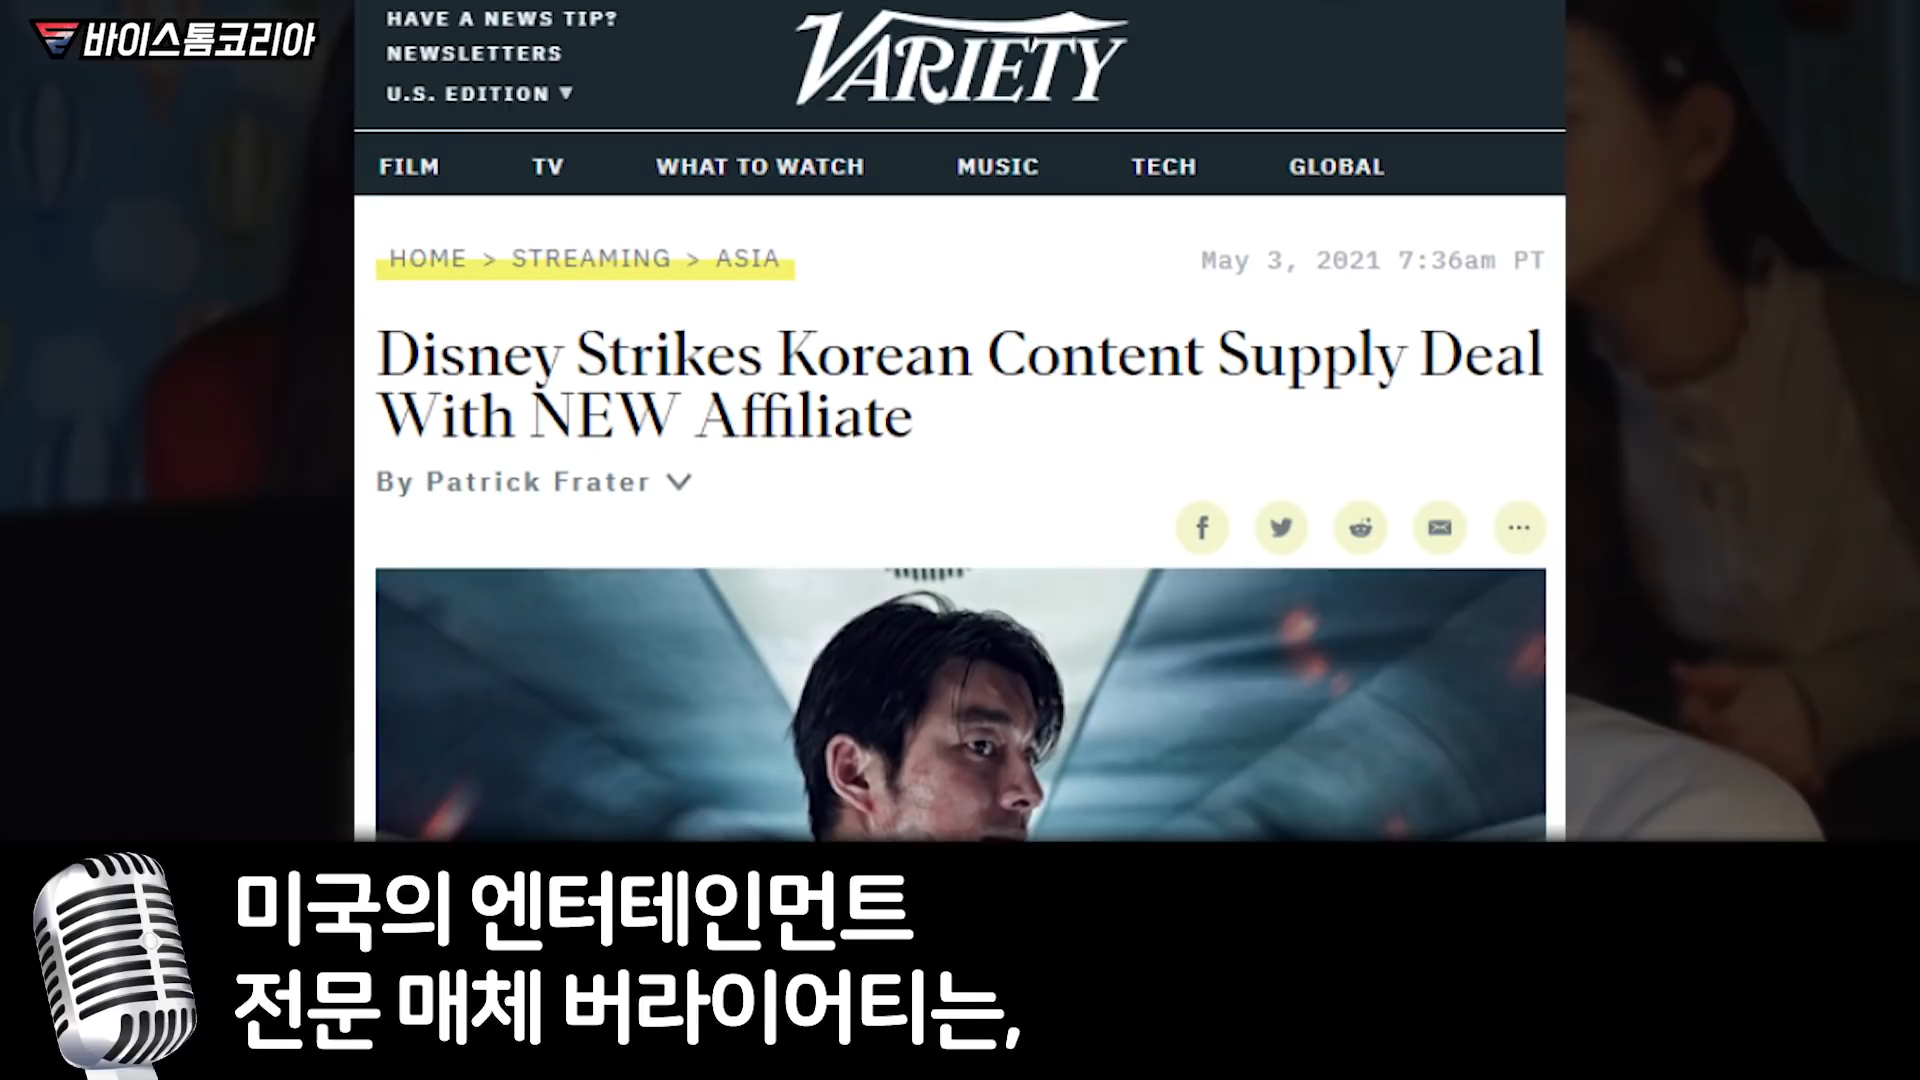 바이스톰코리아
HAVE A NEWS TIP?
NEWSLETTERS
U.S. EDITION ▼
VARIETY
FILM TV WHAT TO WATCH MUSIC TECH GLOBAL
HOME > STREAMING > ASIA
May 3, 2021 7:36am PT
Disney Strikes Korean Content Supply Deal
With NEW Affiliate
By Patrick Frater
미국의 엔터테인먼트
전문 매체 버라이어티는,